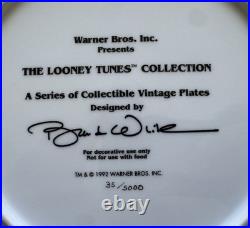 Warner Bros. Inc.
Presents
THE LOONEY TUNES™ COLLECTION
A Series of Collectible Vintage Plates
Designed by
For decorative use only
Not for use with food
TM & © 1992 WARNER BROS. INC.
35/5000